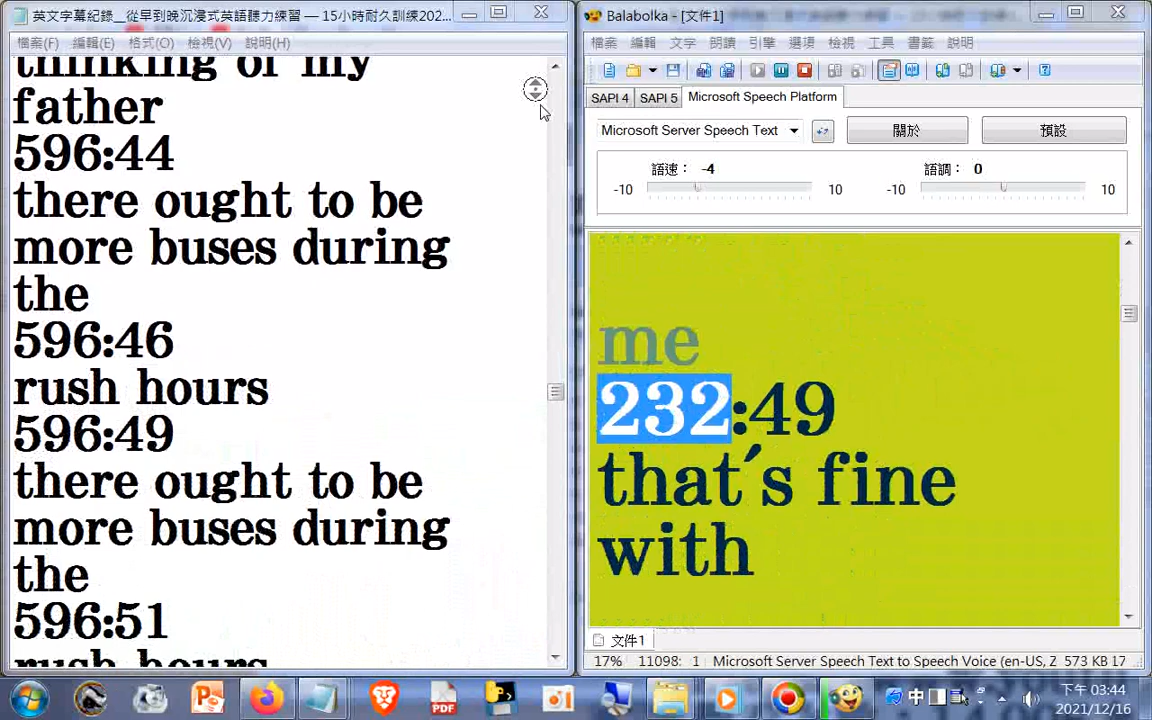 英文字幕紀錄__從早到晚沉浸式英語聽力練習 — 15小時耐久訓練202...
檔案(F) 編輯(E) 格式(O) 檢視(V) 說明(H)
thinking of my
father
596:44
there ought to be
more buses during
the
596:46
rush hours
596:49
there ought to be
more buses during
the
596:51
rush hours
Balabolka - [文件1]
檔案 編輯 文字 朗讀 引擎 選項 檢視 工具 書籤 說明
SAPI 4 SAPI 5 Microsoft Speech Platform
Microsoft Server Speech Text 關於 預設
語速： -4 語調： 0
-10 10 -10 10
me
232:49
that´s fine
with
文件1
17% 11098: 1 Microsoft Server Speech Text to Speech Voice (en-US, Z 573 KB 17
PDF
中
下午 03:44
2021/12/16